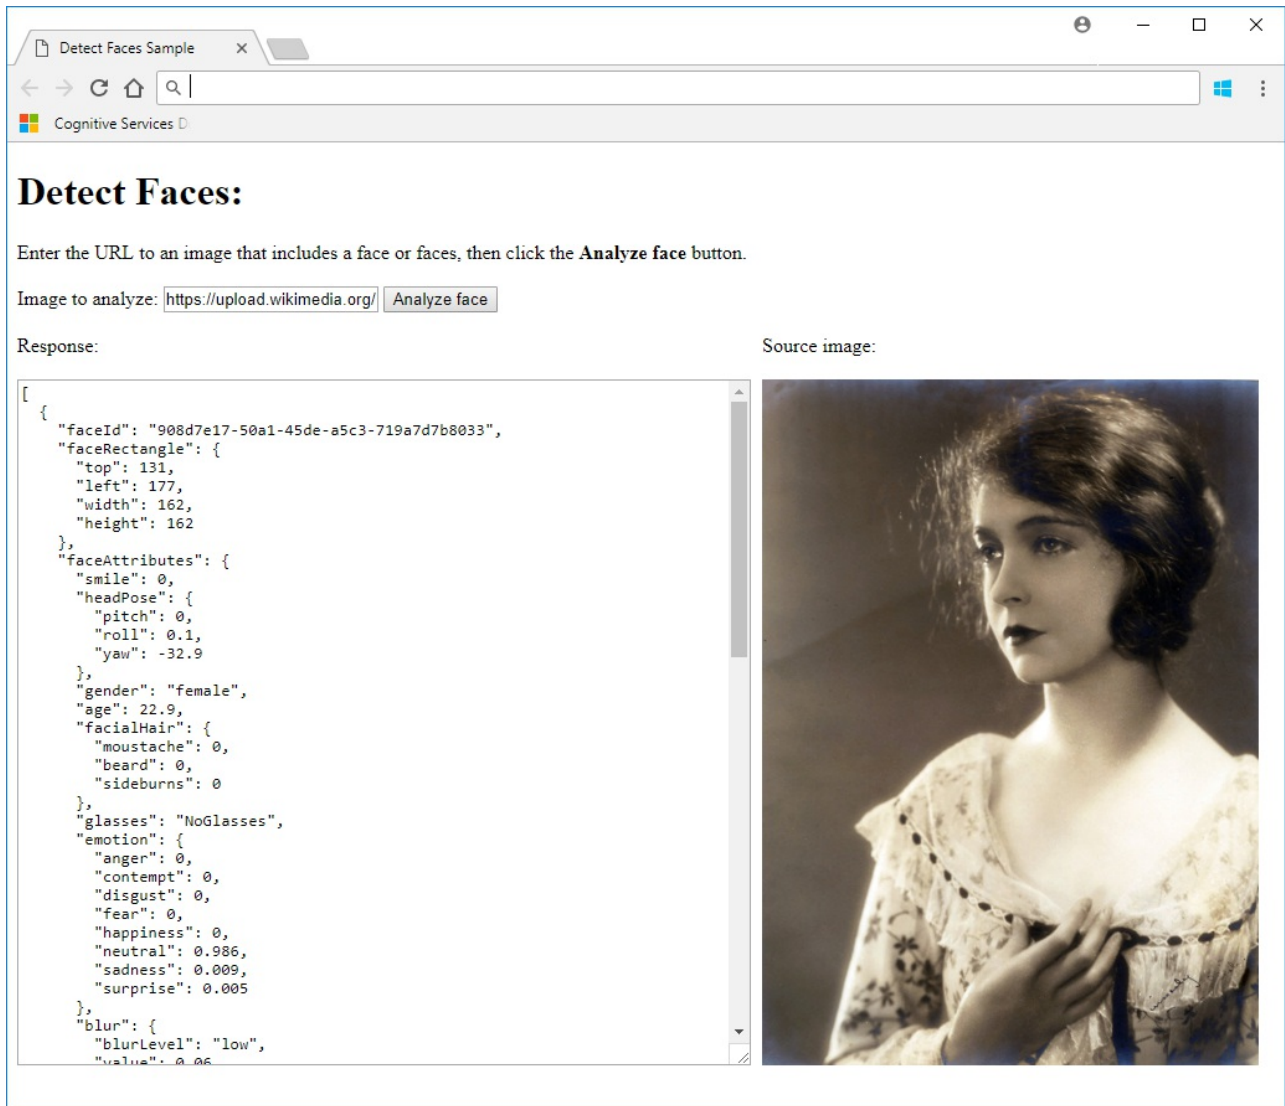 Detect Faces Sample
Cognitive Services D
Detect Faces:
Enter the URL to an image that includes a face or faces, then click the Analyze face button.
Image to analyze: https://upload.wikimedia.org/ Analyze face
Response:
Source image:
[
  {
    "faceId": "908d7e17-50a1-45de-a5c3-719a7d7b8033",
    "faceRectangle": {
      "top": 131,
      "left": 177,
      "width": 162,
      "height": 162
    },
    "faceAttributes": {
      "smile": 0,
      "headPose": {
        "pitch": 0,
        "roll": 0.1,
        "yaw": -32.9
      },
      "gender": "female",
      "age": 22.9,
      "facialHair": {
        "moustache": 0,
        "beard": 0,
        "sideburns": 0
      },
      "glasses": "NoGlasses",
      "emotion": {
        "anger": 0,
        "contempt": 0,
        "disgust": 0,
        "fear": 0,
        "happiness": 0,
        "neutral": 0.986,
        "sadness": 0.009,
        "surprise": 0.005
      },
      "blur": {
        "blurLevel": "low",
        "value": 0.06